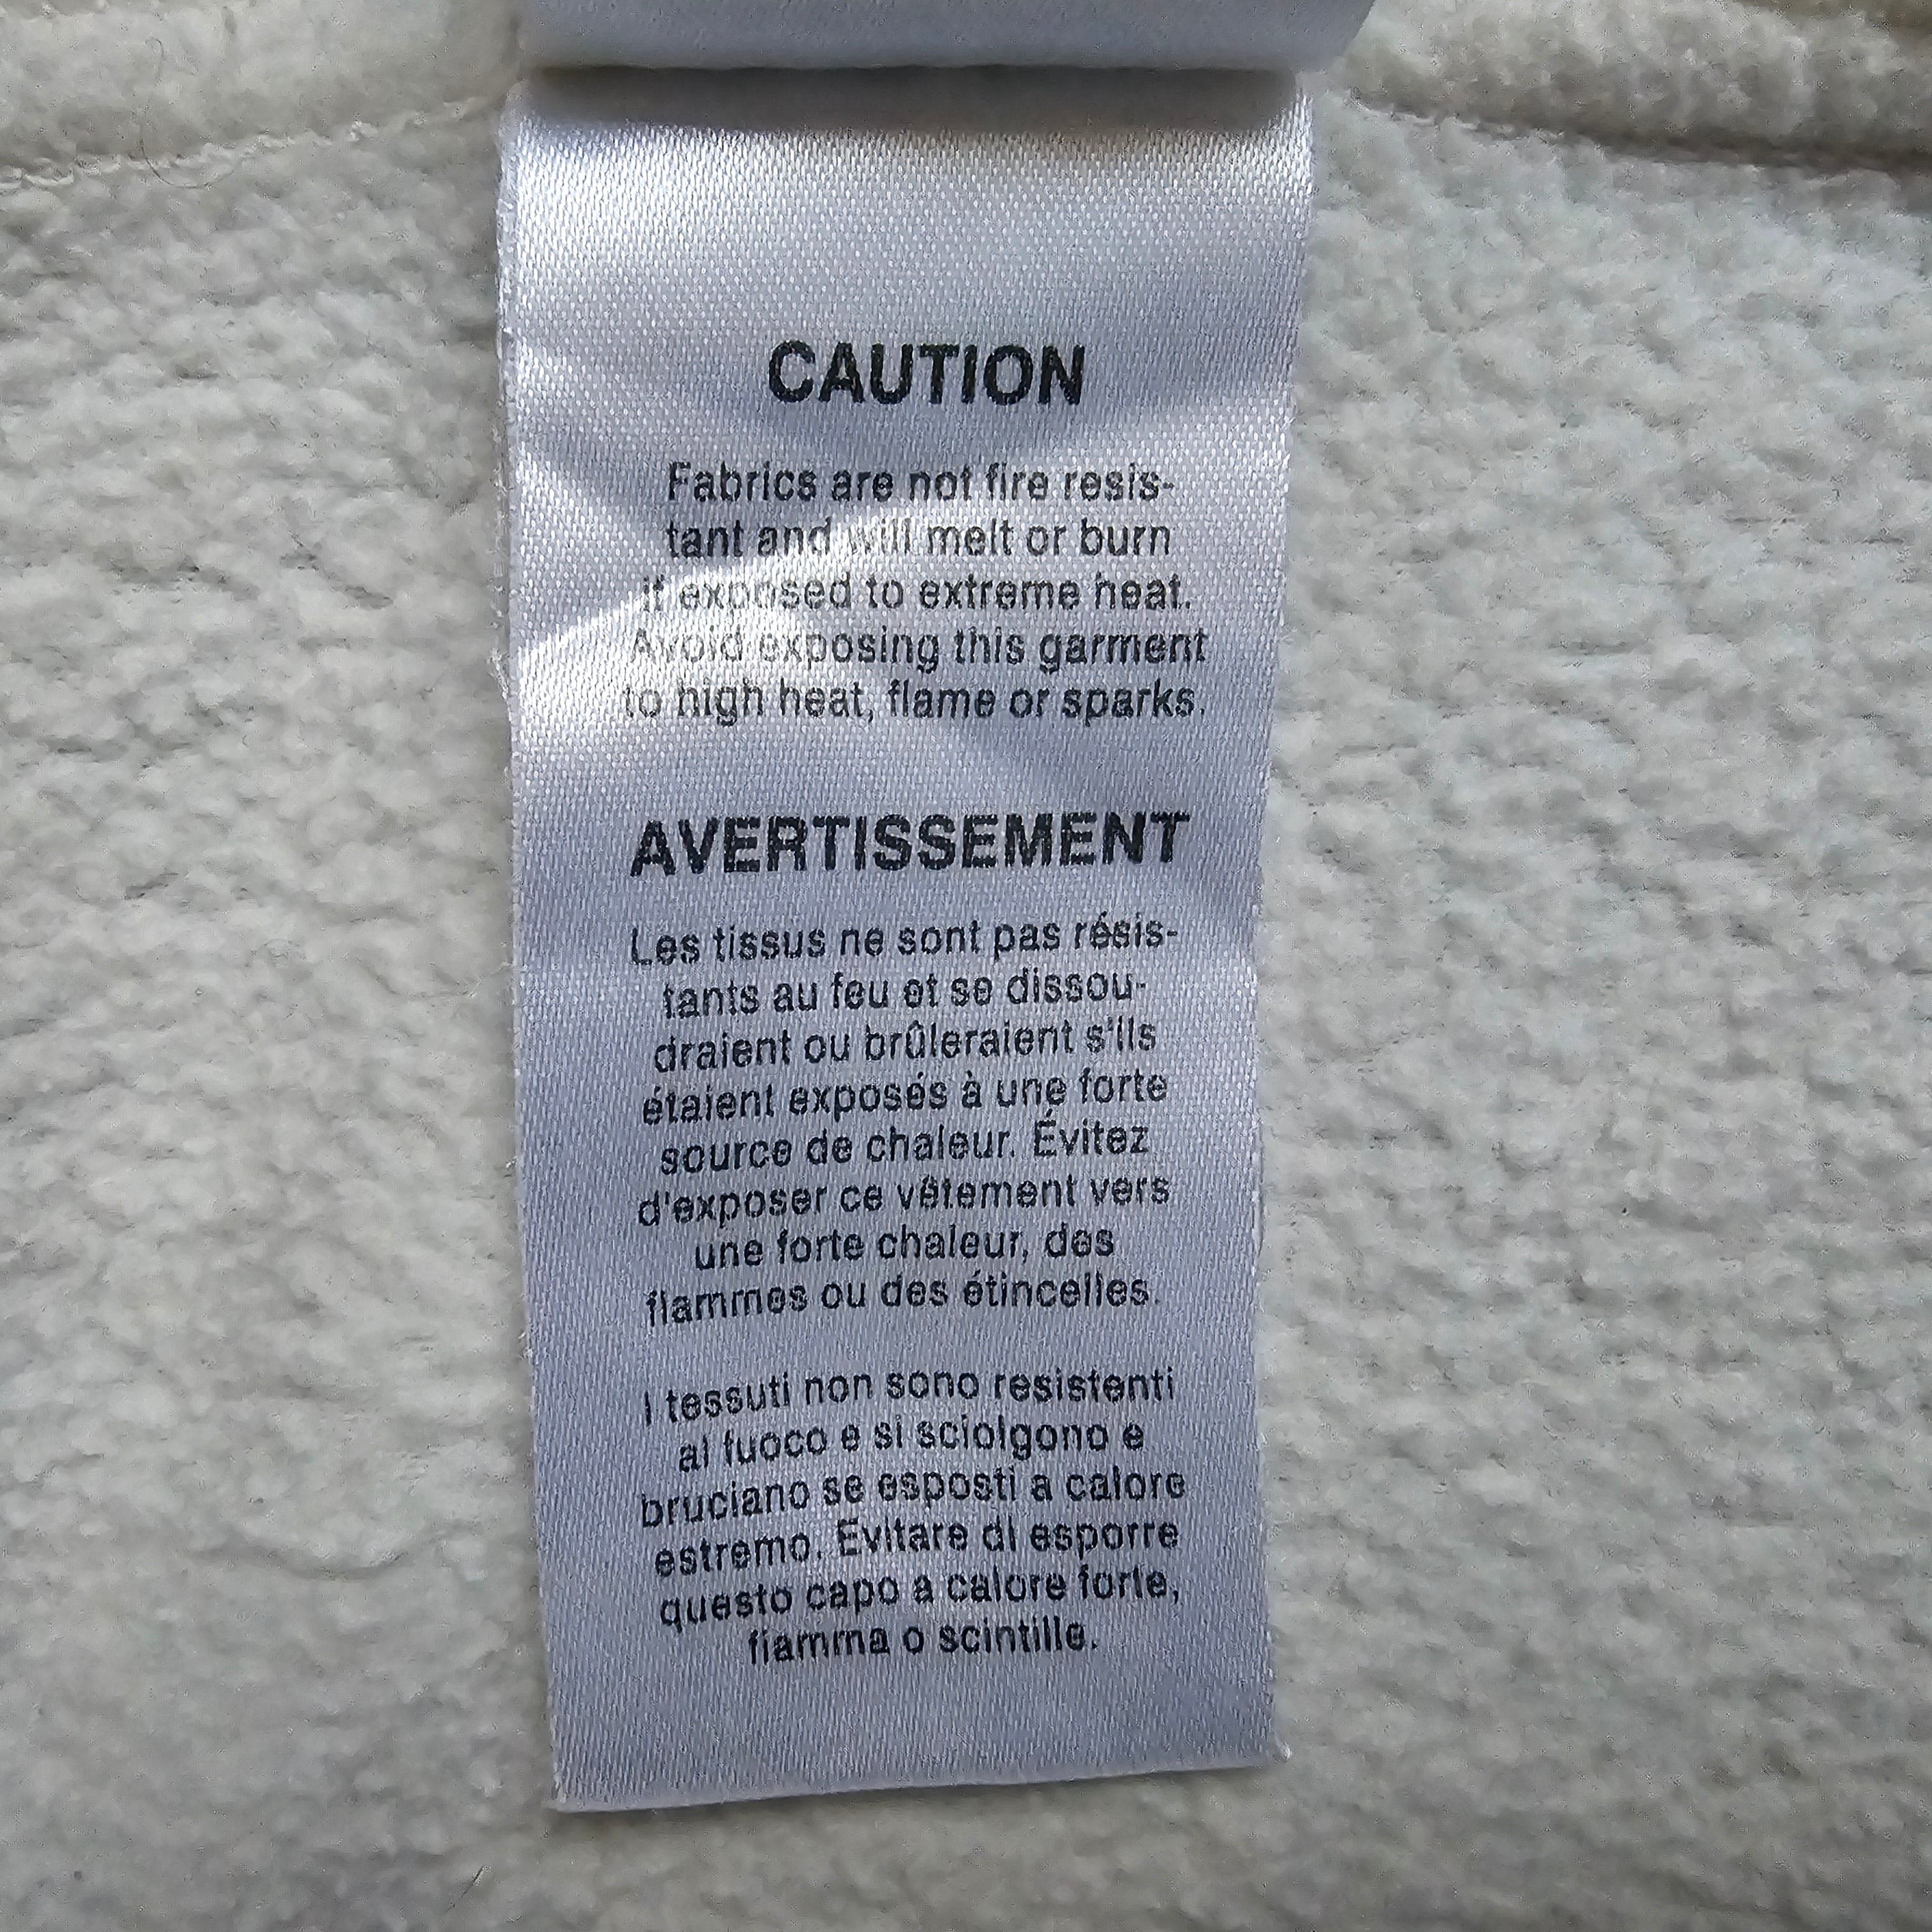 CAUTION
Fabrics are not fire resis-
tant and will melt or burn
if exposed to extreme heat.
Avoid exposing this garment
to high heat, flame or sparks.
AVERTISSEMENT
Les tissus ne sont pas résis-
tants au feu et se dissou-
draient ou brûleraient s'ils
étaient exposés à une forte
source de chaleur. Évitez
d'exposer ce vêtement vers
une forte chaleur, des
flammes ou des étincelles.
I tessuti non sono resistenti
al fuoco e si sciolgono e
bruciano se esposti a calore
estremo. Evitare di esporre
questo capo a calore forte,
fiamma o scintille.